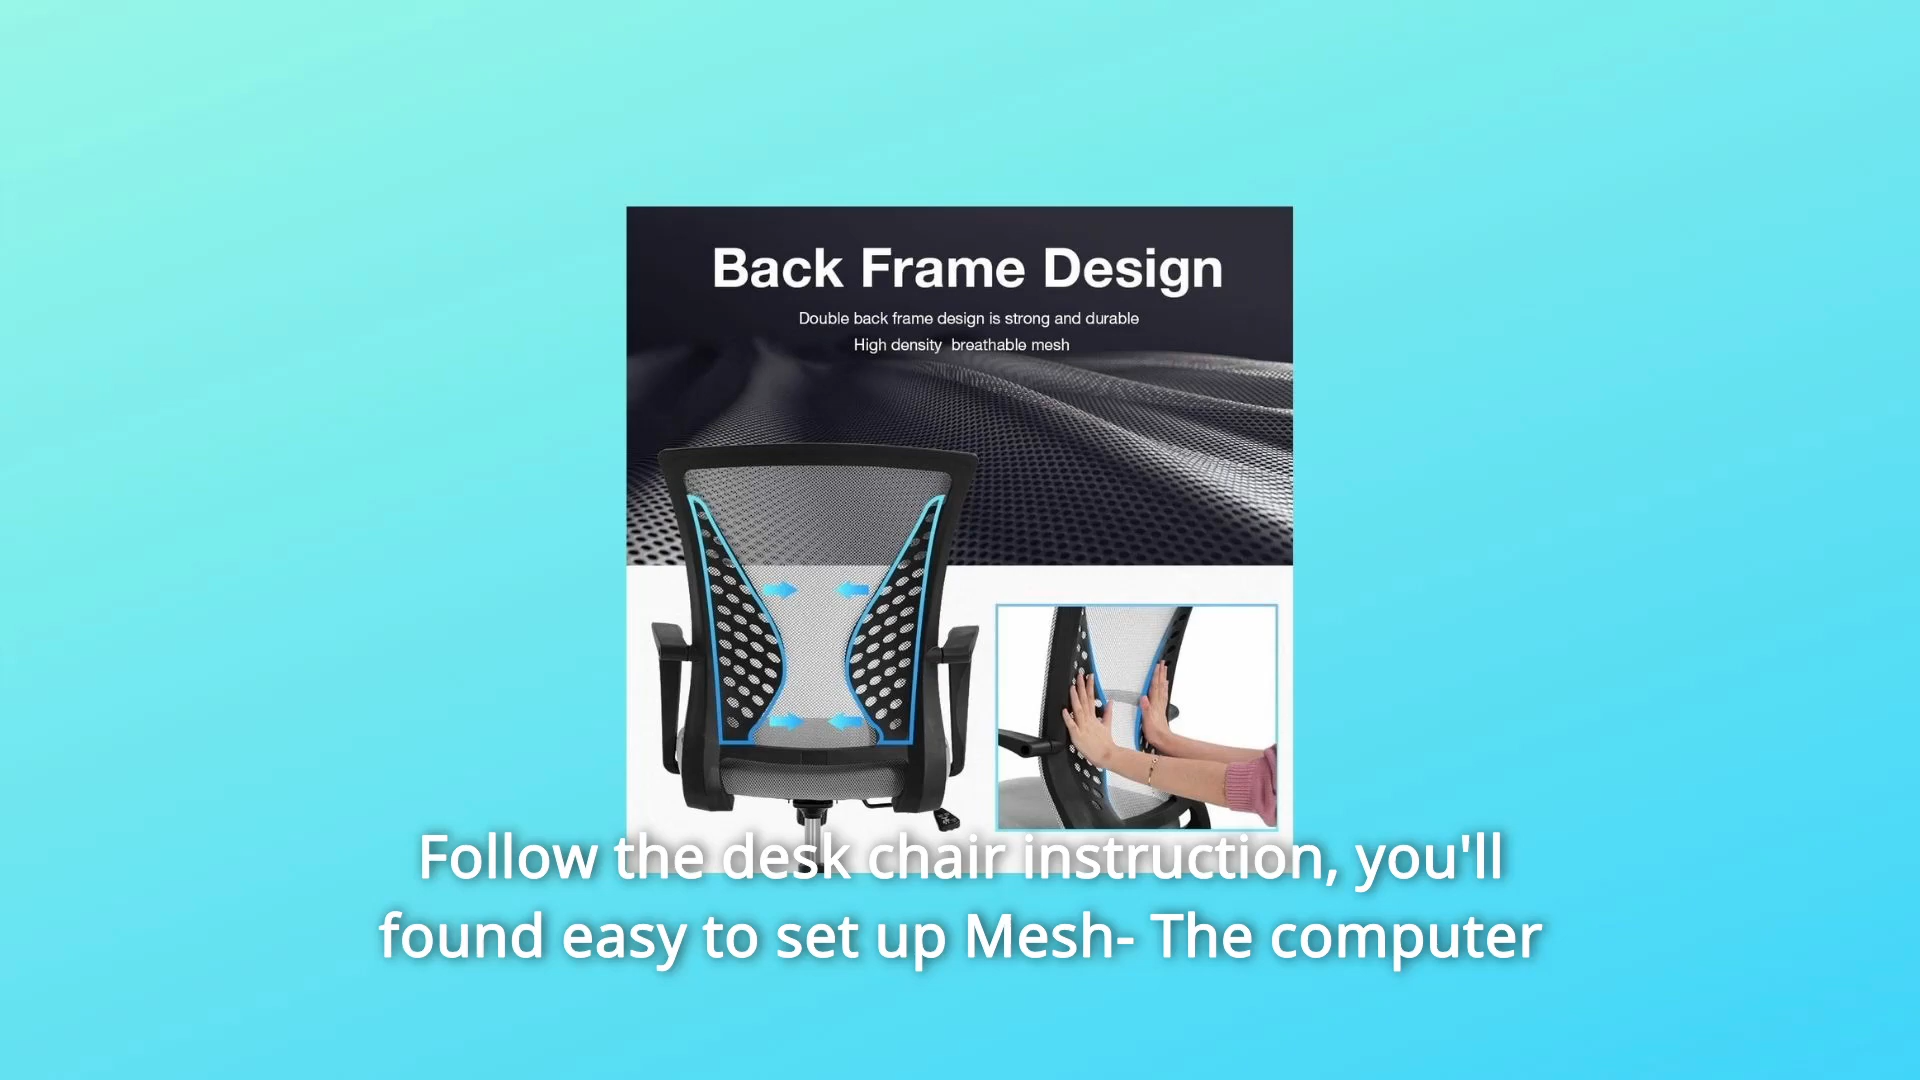 Back Frame Design
Double back frame design is strong and durable
High density breathable mesh
Follow the desk chair instruction, you'll
found easy to set up Mesh- The computer